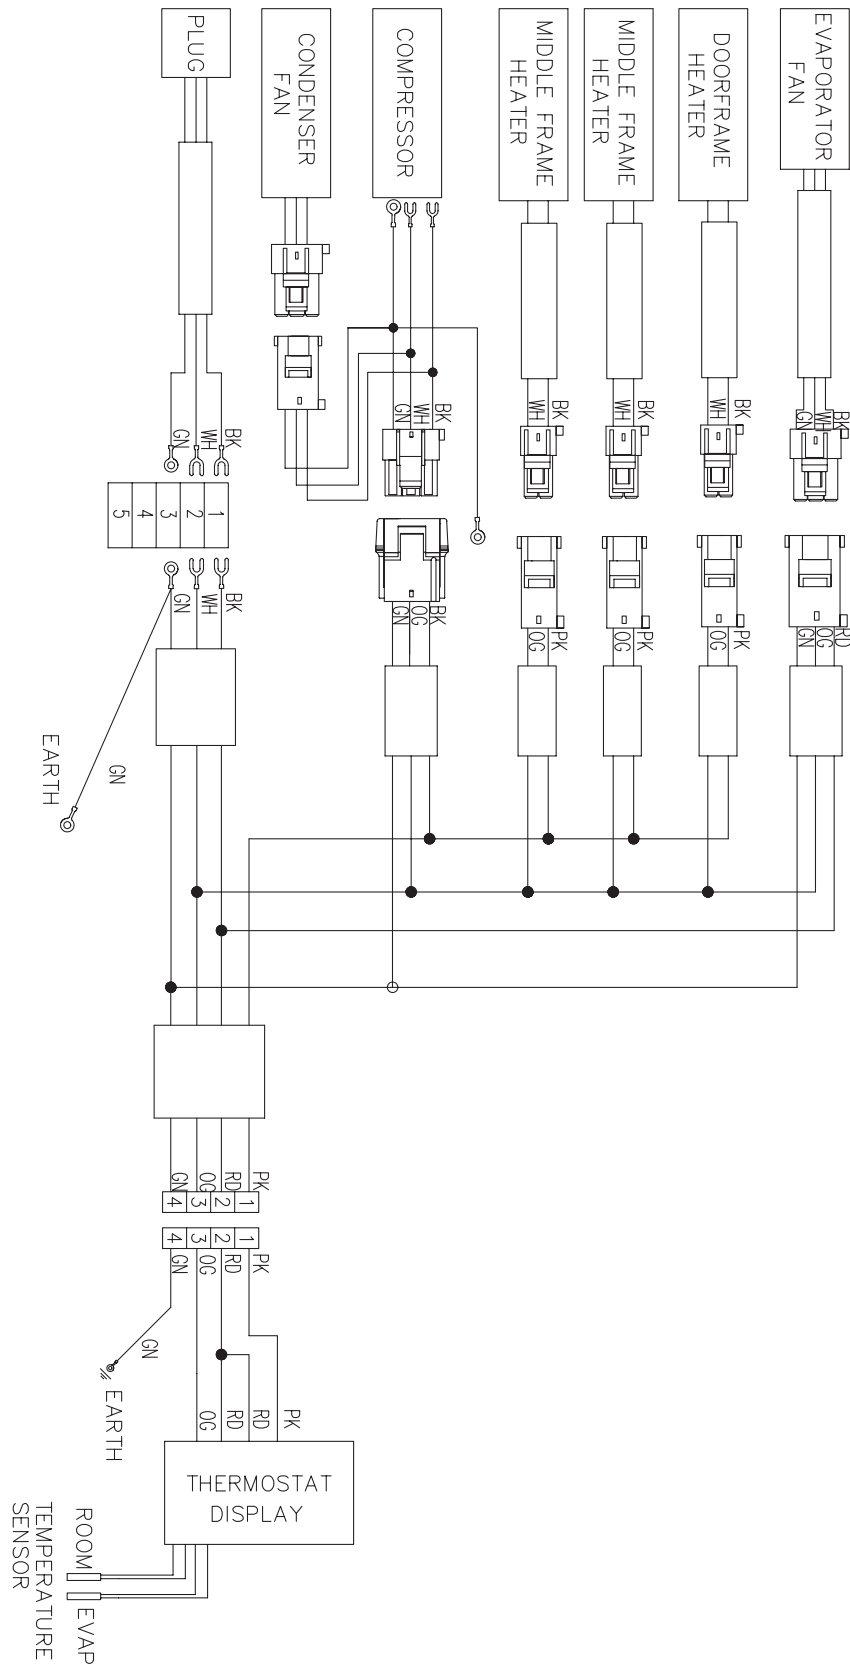 PLUG
CONDENSER
FAN
COMPRESSOR
MIDDLE FRAME
HEATER
MIDDLE FRAME
HEATER
DOORFRAME
HEATER
EVAPORATOR
FAN
BK
WH
GN
BK
WH
GN
BK
WH
BK
WH
BK
WH
BK
WH
GN
1
2
3
4
5
BK
WH
GN
BK
OG
GN
PK
OG
PK
OG
PK
OG
RD
OG
GN
GN
EARTH
PK
RD
OG
GN
1
2
3
4
1
2
3
4
PK
RD
OG
GN
GN
EARTH
PK
RD
RD
OG
THERMOSTAT
DISPLAY
ROOM
EVAP
TEMPERATURE
SENSOR